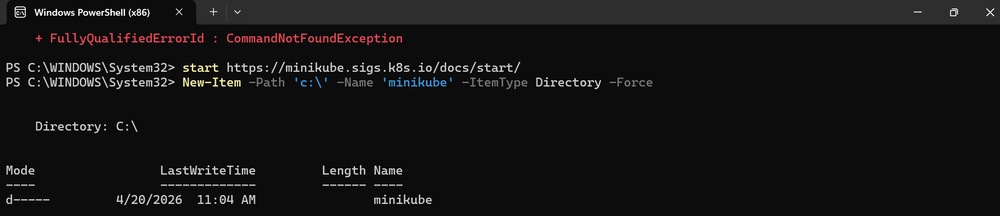 Windows PowerShell (x86)
+ FullyQualifiedErrorId : CommandNotFoundException
PS C:\WINDOWS\System32> start https://minikube.sigs.k8s.io/docs/start/
PS C:\WINDOWS\System32> New-Item -Path 'c:\' -Name 'minikube' -ItemType Directory -Force
Directory: C:\
Mode LastWriteTime Length Name
---- ------------- ------ ----
d----- 4/20/2026 11:04 AM minikube